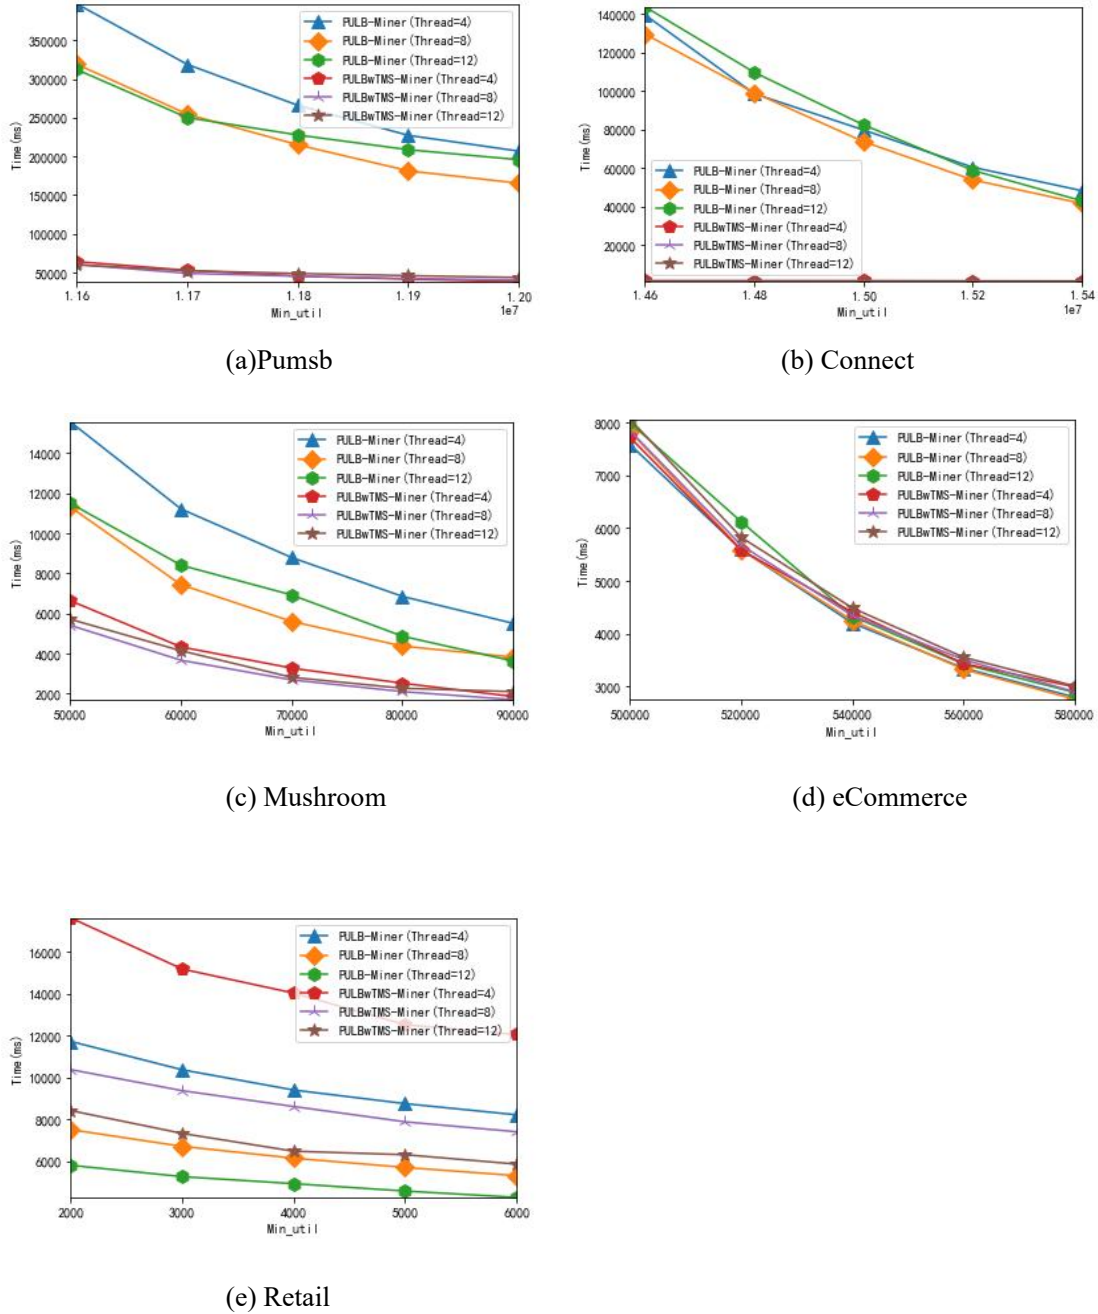 350000
300000
250000
200000
150000
100000
50000
Time(ms)
PULB-Miner(Thread=4)
PULB-Miner(Thread=8)
PULB-Miner(Thread=12)
PULBwTMS-Miner(Thread=4)
PULBwTMS-Miner(Thread=8)
PULBwTMS-Miner(Thread=12)
1.16 1.17 1.18 1.19 1.20
1e7
Min_util
(a)Pumsb
140000
120000
100000
80000
60000
40000
20000
Time(ms)
PULB-Miner(Thread=4)
PULB-Miner(Thread=8)
PULB-Miner(Thread=12)
PULBwTMS-Miner(Thread=4)
PULBwTMS-Miner(Thread=8)
PULBwTMS-Miner(Thread=12)
1.46 1.48 1.50 1.52 1.54
1e7
Min_util
(b) Connect
14000
12000
10000
8000
6000
4000
2000
Time(ms)
PULB-Miner(Thread=4)
PULB-Miner(Thread=8)
PULB-Miner(Thread=12)
PULBwTMS-Miner(Thread=4)
PULBwTMS-Miner(Thread=8)
PULBwTMS-Miner(Thread=12)
50000 60000 70000 80000 90000
Min_util
(c) Mushroom
8000
7000
6000
5000
4000
3000
Time(ms)
PULB-Miner(Thread=4)
PULB-Miner(Thread=8)
PULB-Miner(Thread=12)
PULBwTMS-Miner(Thread=4)
PULBwTMS-Miner(Thread=8)
PULBwTMS-Miner(Thread=12)
500000 520000 540000 560000 580000
Min_util
(d) eCommerce
16000
14000
12000
10000
8000
6000
Time(ms)
PULB-Miner(Thread=4)
PULB-Miner(Thread=8)
PULB-Miner(Thread=12)
PULBwTMS-Miner(Thread=4)
PULBwTMS-Miner(Thread=8)
PULBwTMS-Miner(Thread=12)
2000 3000 4000 5000 6000
Min_util
(e) Retail